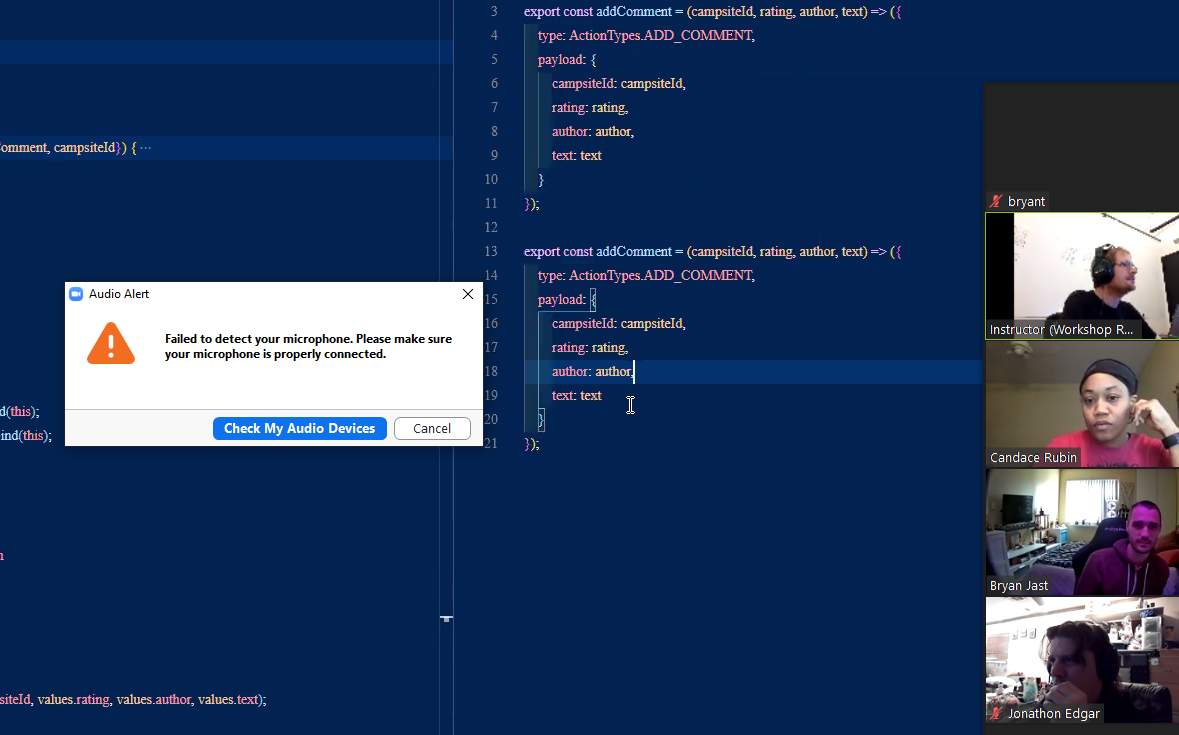 omment, campsiteId}) { ···
d(this);
ind(this);
n
siteId, values.rating, values.author, values.text);
3 export const addComment = (campsiteId, rating, author, text) => ({
4 type: ActionTypes.ADD_COMMENT,
5 payload: {
6 campsiteId: campsiteId,
7 rating: rating,
8 author: author,
9 text: text
10 }
11 });
12
13 export const addComment = (campsiteId, rating, author, text) => ({
14 type: ActionTypes.ADD_COMMENT,
15 payload: {
16 campsiteId: campsiteId,
17 rating: rating,
18 author: author,
19 text: text
20 }
21 });
Audio Alert
Failed to detect your microphone. Please make sure
your microphone is properly connected.
Check My Audio Devices
Cancel
bryant
Instructor (Workshop R...
Candace Rubin
Bryan Jast
Jonathon Edgar